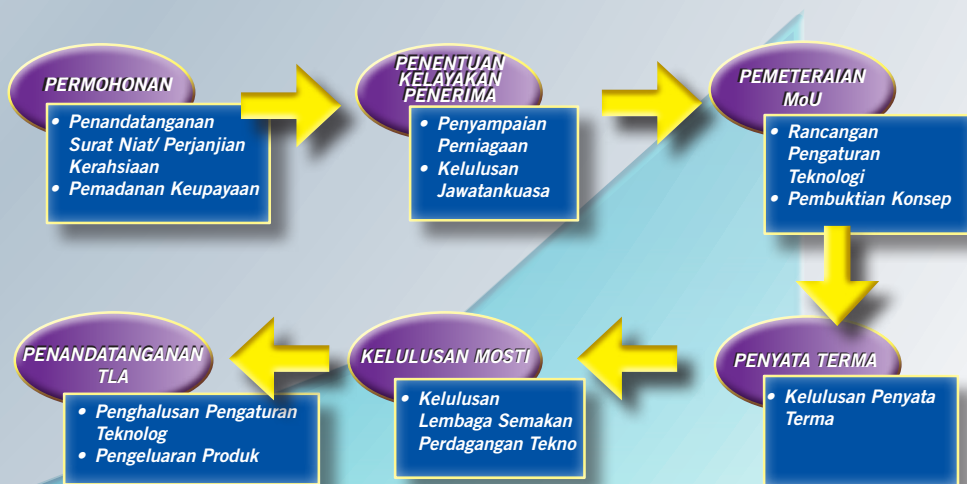 PERMOHONAN
• Penandatanganan
Surat Niat/ Perjanjian
Kerahsiaan
• Pemadanan Keupayaan
PENENTUAN
KELAYAKAN
PENERIMA
• Penyampaian
Perniagaan
• Kelulusan
Jawatankuasa
PEMETERAIAN
MoU
• Rancangan
Pengaturan
Teknologi
• Pembuktian Konsep
PENYATA TERMA
• Kelulusan Penyata
Terma
KELULUSAN MOSTI
• Kelulusan
Lembaga Semakan
Perdagangan Tekno
PENANDATANGANAN
TLA
• Penghalusan Pengaturan
Teknolog
• Pengeluaran Produk